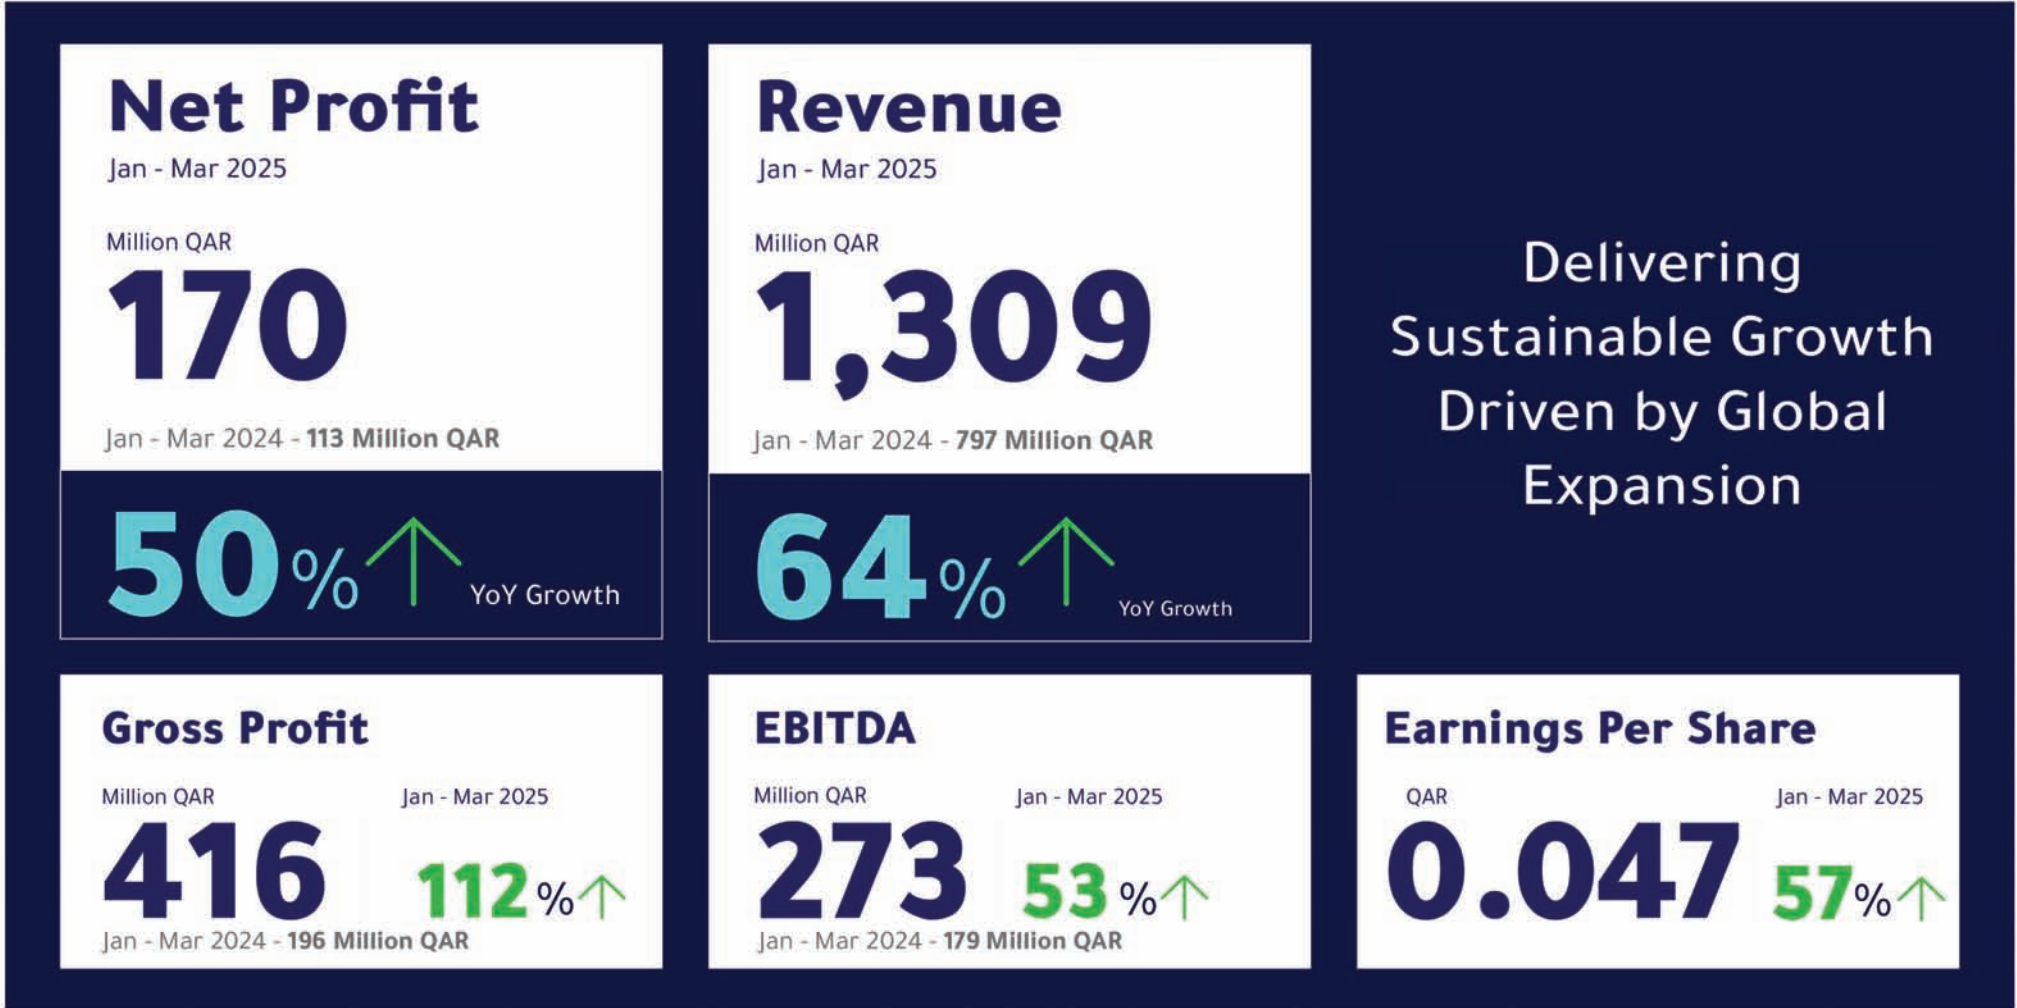 Net Profit
Jan - Mar 2025
Million QAR
170
Jan - Mar 2024 - 113 Million QAR
50% YoY Growth
Revenue
Jan - Mar 2025
Million QAR
1,309
Jan - Mar 2024 - 797 Million QAR
64% YoY Growth
Delivering
Sustainable Growth
Driven by Global
Expansion
Gross Profit
Million QAR Jan - Mar 2025
416 112%
Jan - Mar 2024 - 196 Million QAR
EBITDA
Million QAR Jan - Mar 2025
273 53%
Jan - Mar 2024 - 179 Million QAR
Earnings Per Share
QAR Jan - Mar 2025
0.047 57%